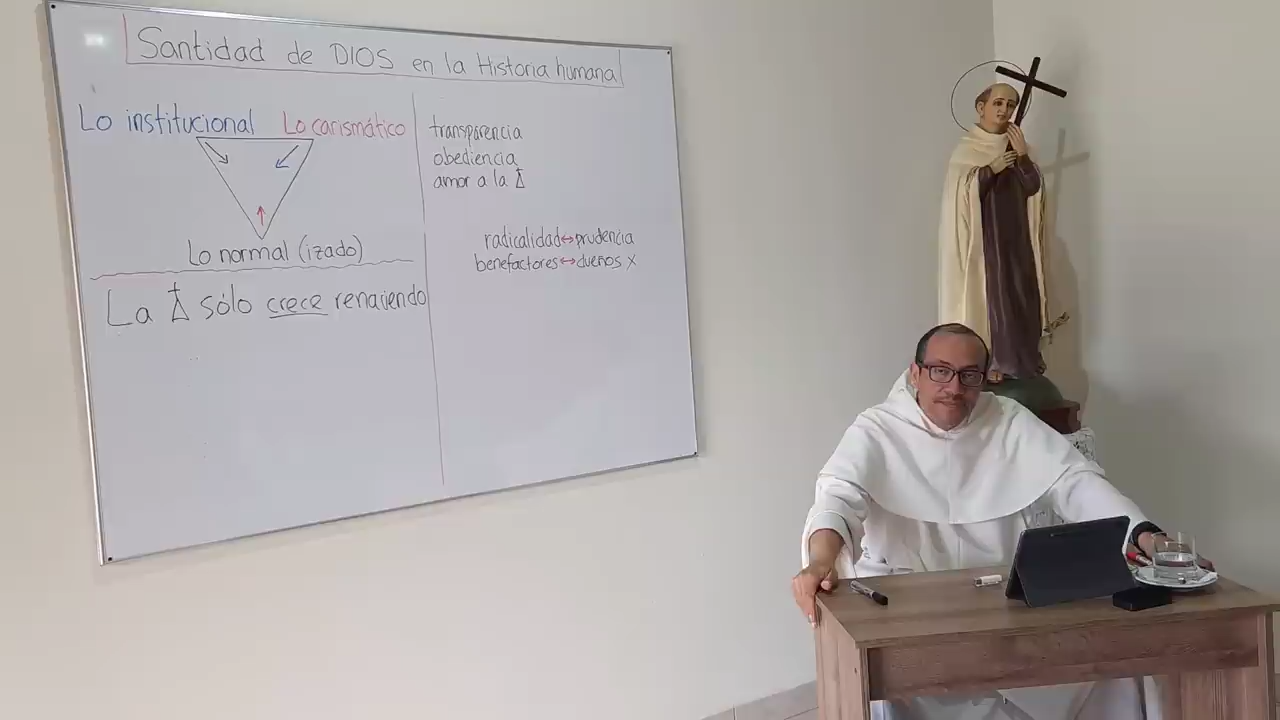 Santidad de DIOS en la Historia humana
Lo institucional Lo carismático
Lo normal (izado)
La sólo crece renaciendo
transparencia
obediencia
amor a la
radicalidad↔prudencia
benefactores↔dueños x